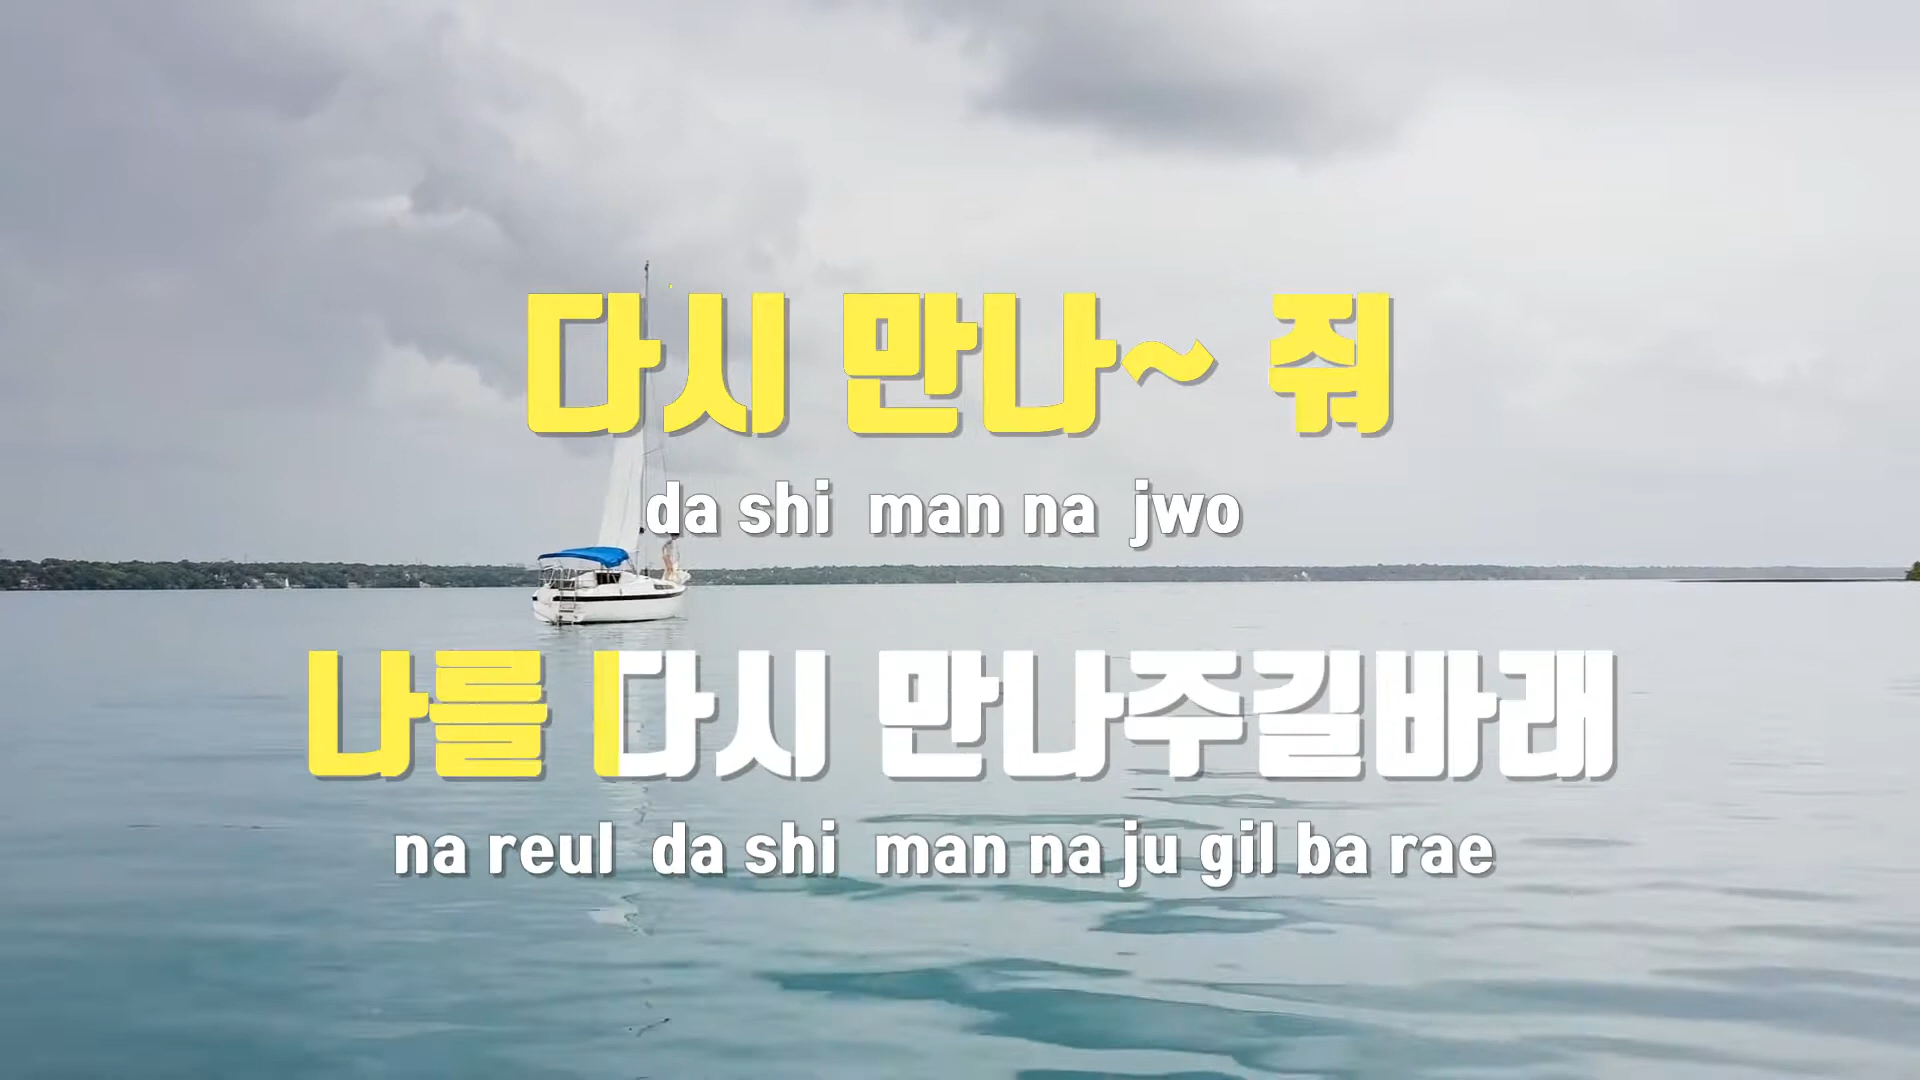 다시 만나~ 줘
da shi man na jwo
나를 다시 만나주길바래
na reul da shi man na ju gil ba rae